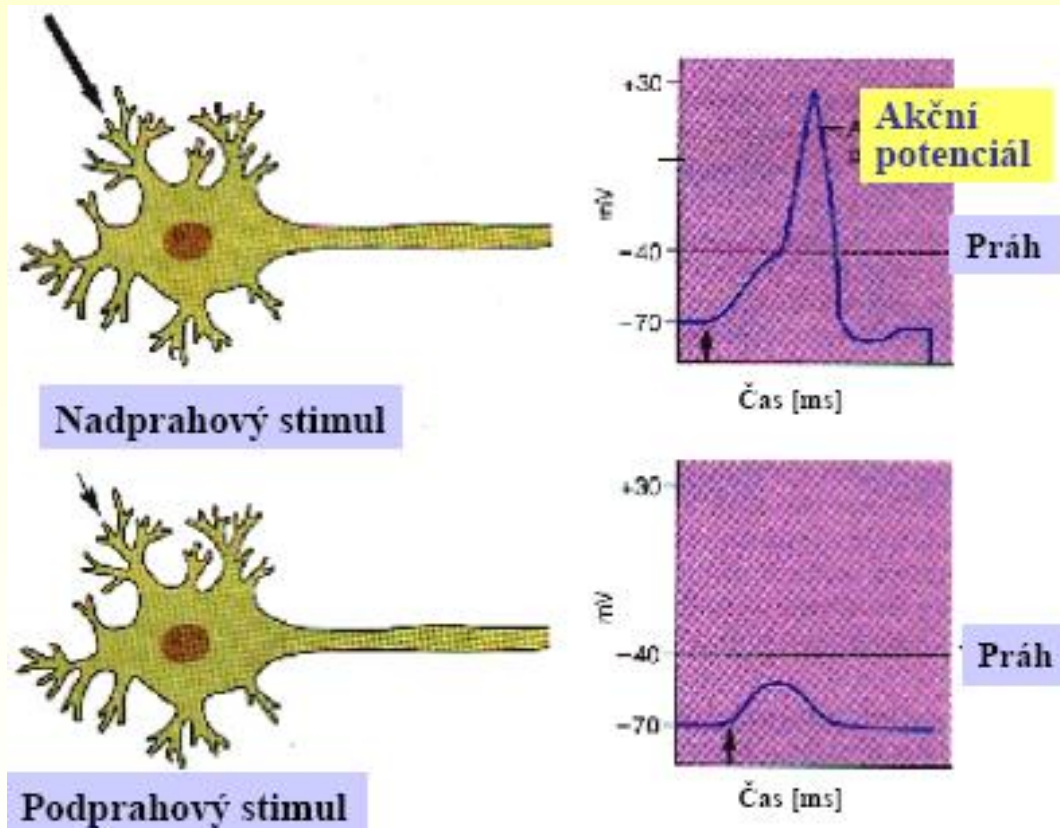 +30
Akční
potenciál
mV
-40
Práh
-70
Čas [ms]
Nadprahový stimul
+30
mV
-40
Práh
-70
Čas [ms]
Podprahový stimul